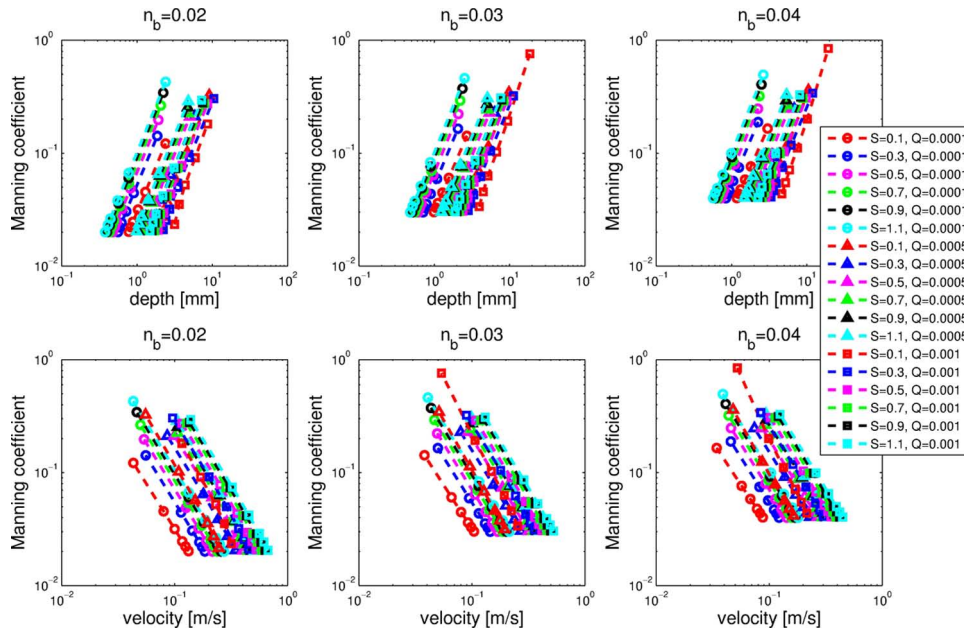 n_b=0.02
n_b=0.03
n_b=0.04
Manning coefficient
10^0
10^-1
10^-2
10^-1
10^0
10^1
10^2
depth [mm]
Manning coefficient
10^0
10^-1
10^-2
10^-1
10^0
10^1
10^2
depth [mm]
Manning coefficient
10^0
10^-1
10^-2
10^-1
10^0
10^1
depth [mm]
S=0.1, Q=0.0001
S=0.3, Q=0.0001
S=0.5, Q=0.0001
S=0.7, Q=0.0001
S=0.9, Q=0.0001
S=1.1, Q=0.0001
S=0.1, Q=0.0005
S=0.3, Q=0.0005
S=0.5, Q=0.0005
S=0.7, Q=0.0005
S=0.9, Q=0.0005
S=1.1, Q=0.0005
S=0.1, Q=0.001
S=0.3, Q=0.001
S=0.5, Q=0.001
S=0.7, Q=0.001
S=0.9, Q=0.001
S=1.1, Q=0.001
n_b=0.02
n_b=0.03
n_b=0.04
Manning coefficient
10^0
10^-1
10^-2
10^-2
10^-1
10^0
velocity [m/s]
Manning coefficient
10^0
10^-1
10^-2
10^-2
10^-1
10^0
velocity [m/s]
Manning coefficient
10^0
10^-1
10^-2
10^-2
10^-1
10^0
velocity [m/s]